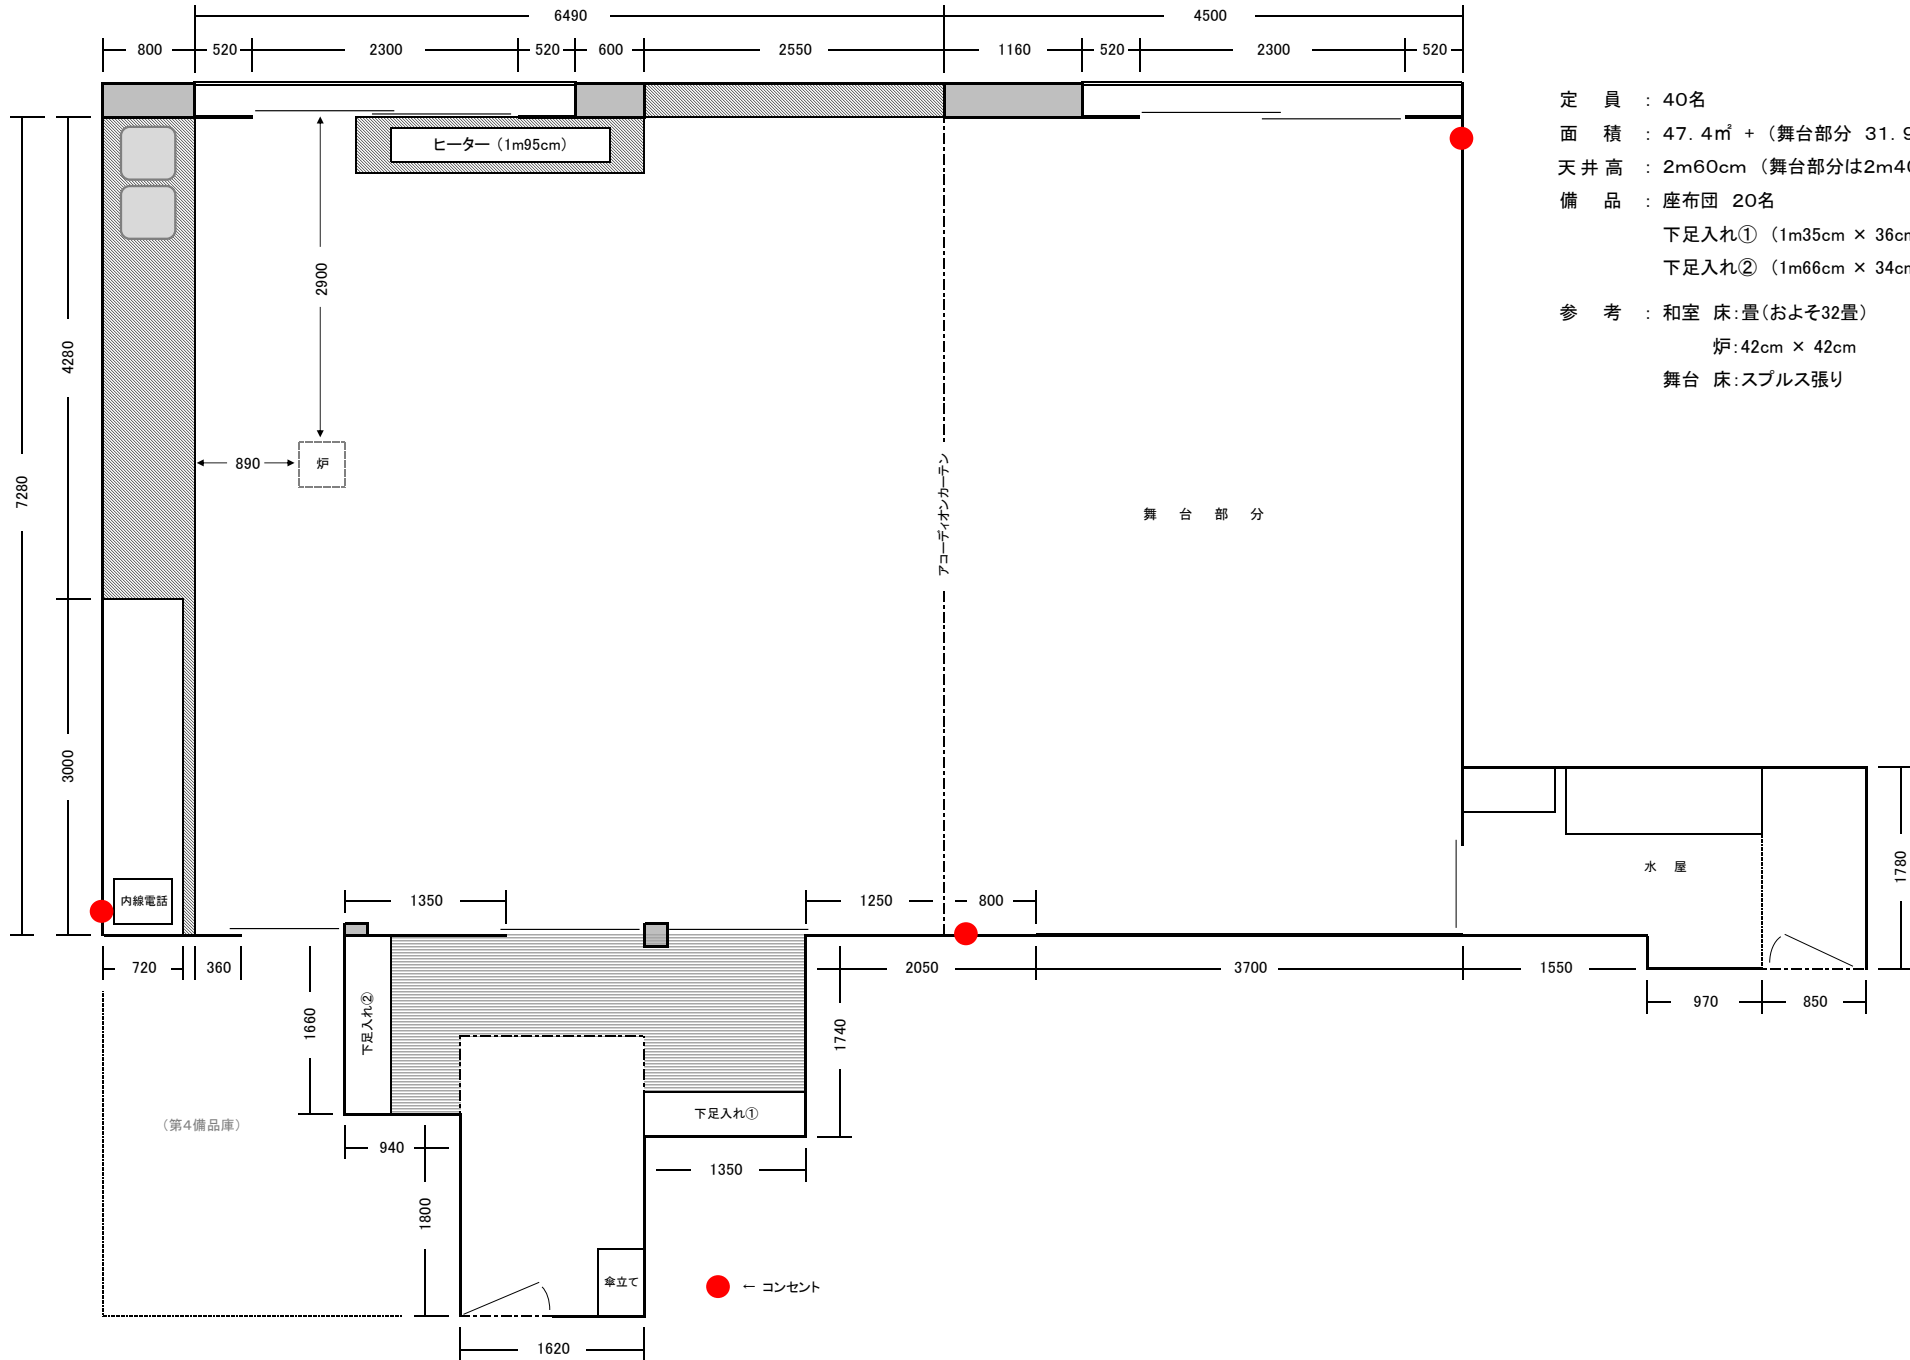 6490 4500
800 520 2300 520 600 2550 1160 520 2300 520
定　員 : 40名
面　積 : 47.4㎡ + (舞台部分 31.9
天井高 : 2m60cm (舞台部分は2m40
備　品 : 座布団 20名
下足入れ① (1m35cm × 36cm
下足入れ② (1m66cm × 34cm
参　考 : 和室 床:畳(およそ32畳)
炉:42cm × 42cm
舞台 床:スプルス張り
ヒーター (1m95cm)
2900
4280
7280
890
炉
アコーディオンカーテン
舞 台 部 分
3000
内線電話
1350
1250
800
水 屋
1780
720 360
2050 3700 1550
970 850
1660
下足入れ②
1740
下足入れ①
(第4備品庫)
940
1350
1800
傘立て
← コンセント
1620